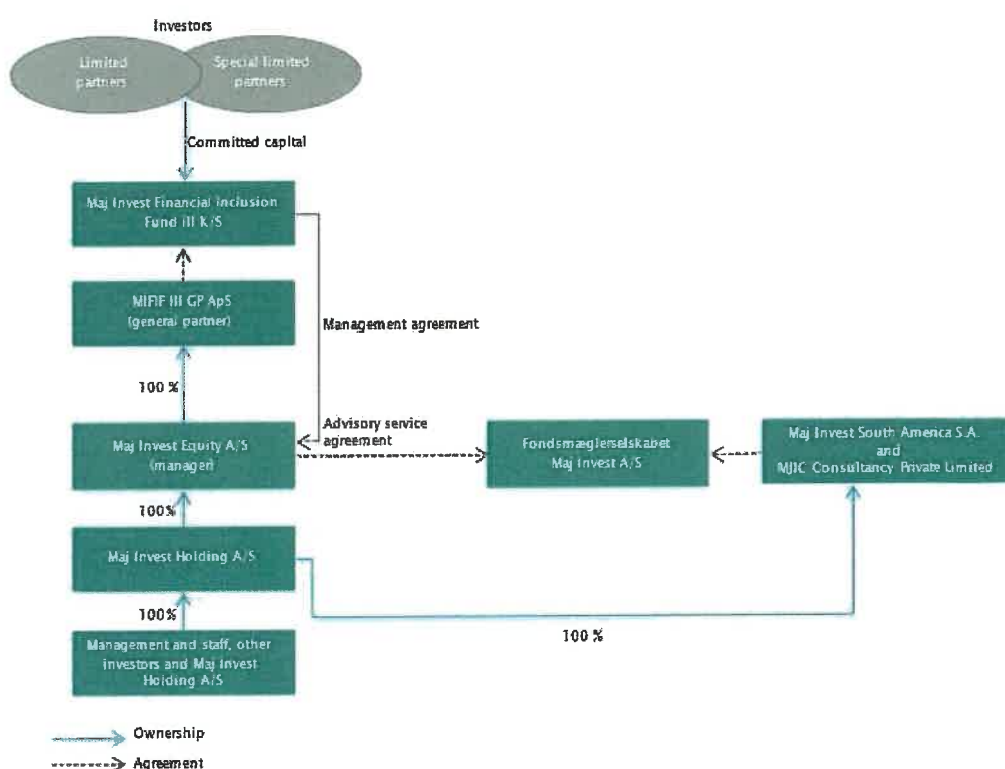 Investors
Limited
partners
Special limited
partners
Committed capital
Maj Invest Financial Inclusion
Fund III K/S
MIFIF III GP ApS
(general partner)
Management agreement
100 %
Maj Invest Equity A/S
(manager)
Advisory service
agreement
Fondsmæglerselskabet
Maj Invest A/S
Maj Invest South America S.A.
and
MJIC Consultancy Private Limited
100%
Maj Invest Holding A/S
100%
100 %
Management and staff, other
investors and Maj Invest
Holding A/S
Ownership
Agreement